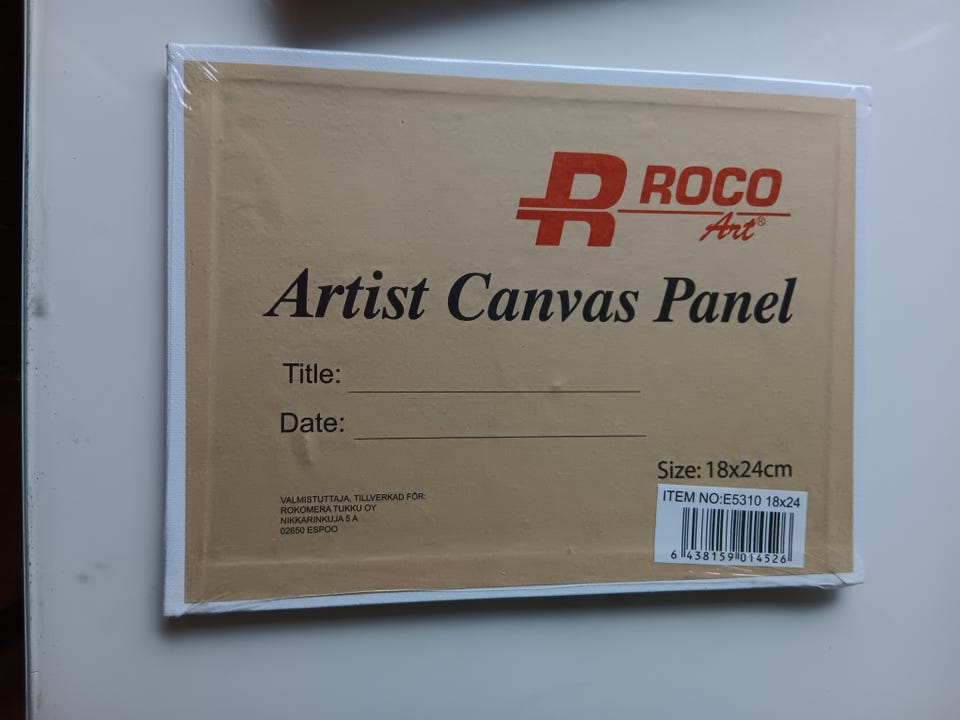 R ROCO
Art®
Artist Canvas Panel
Title:
Date:
Size: 18x24cm
VALMISTUTTAJA, TILLVERKAD FÖR:
ROKOMERA TUKKU OY
NIKKARINKUJA 5 A
02650 ESPOO
ITEM NO:E5310 18x24
6 438159 014526